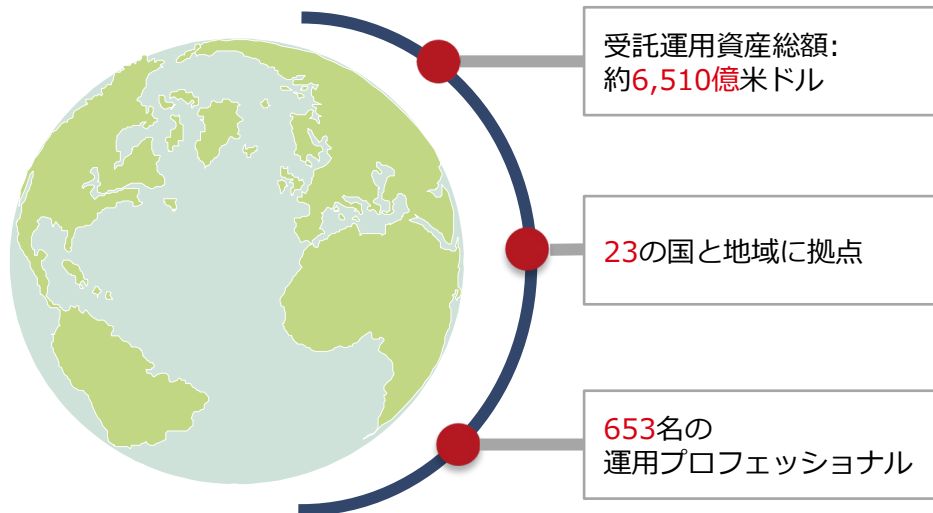 受託運用資産総額:
約6,510億米ドル
23の国と地域に拠点
653名の
運用プロフェッショナル